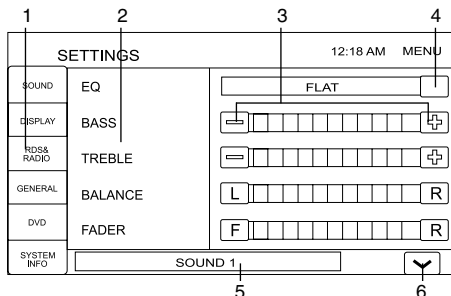 1 2 3 4
SETTINGS 12:18 AM MENU
SOUND EQ FLAT
DISPLAY BASS
RDS&
RADIO TREBLE
GENERAL BALANCE L R
DVD FADER F R
SYSTEM
INFO SOUND 1
5 6